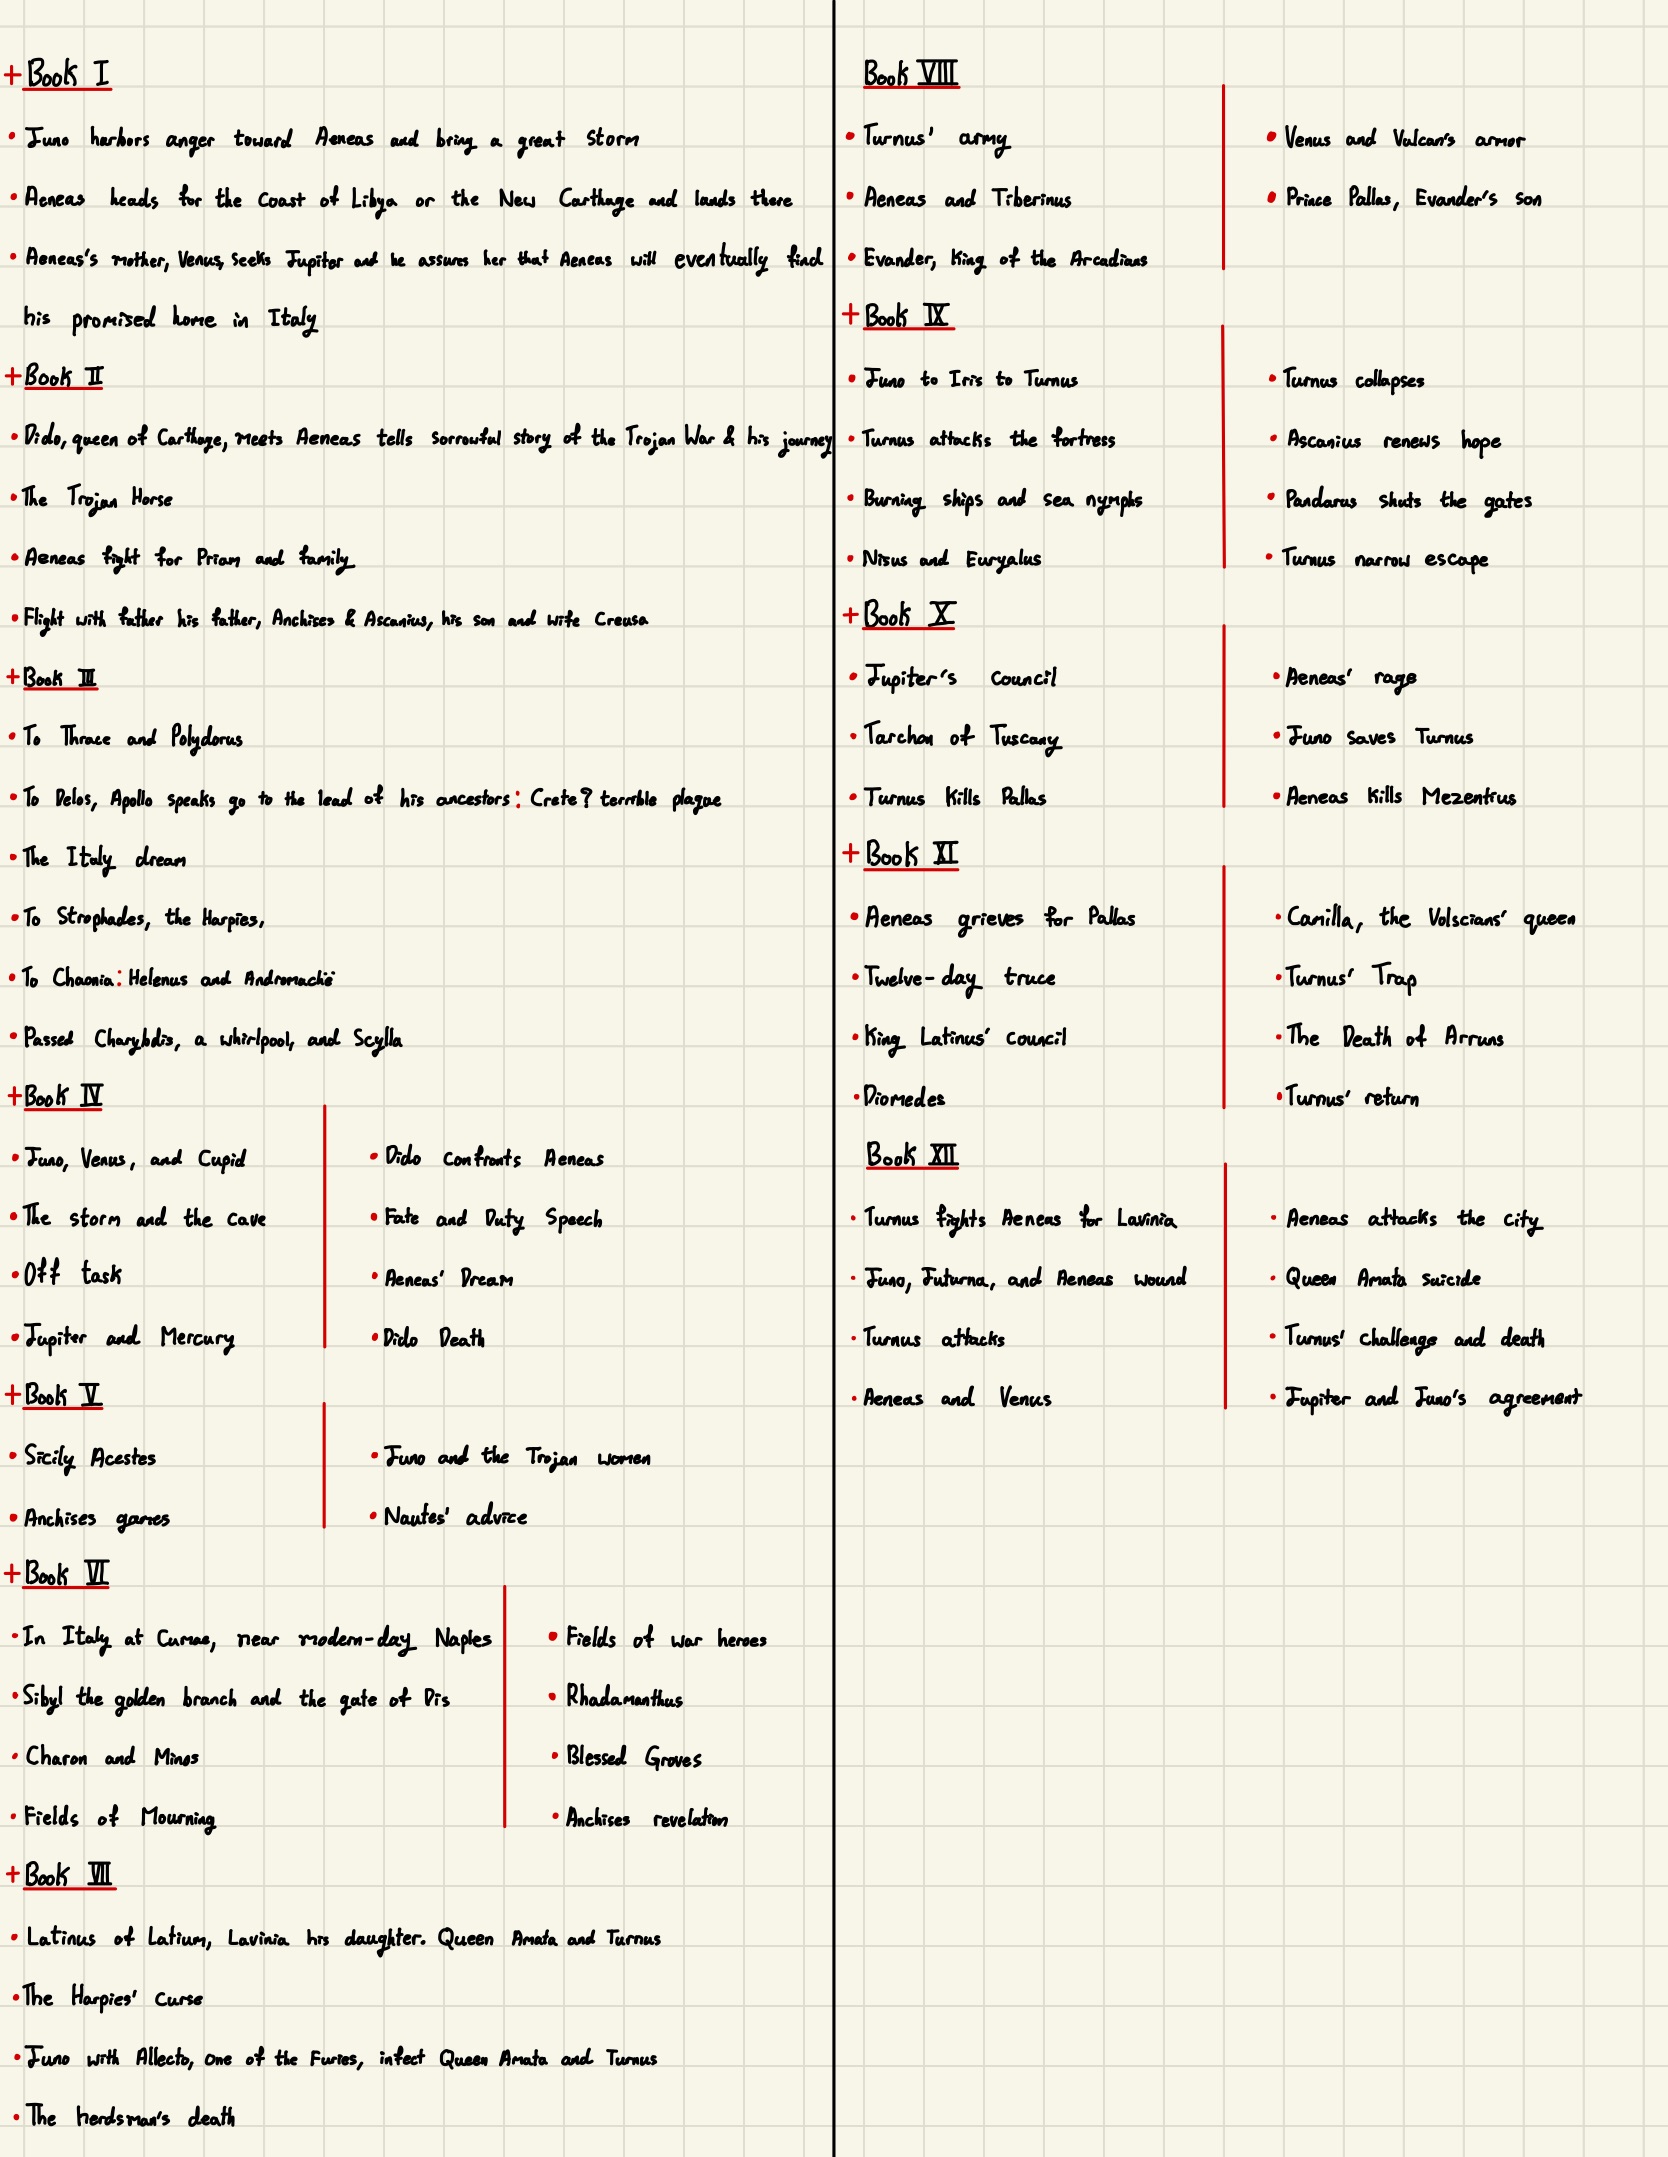 + Book I
• Juno harbors anger toward Aeneas and bring a great storm
• Aeneas heads for the coast of Libya or the New Carthage and lands there
• Aeneas's mother, Venus, seeks Jupiter and he assures her that Aeneas will eventually find
his promised home in Italy
+ Book II
• Dido, queen of Carthage, meets Aeneas tells sorrowful story of the Trojan War & his journey
• The Trojan Horse
• Aeneas fight for Priam and family
• Flight with father his father, Anchises & Ascanius, his son and wife Creusa
+ Book III
• To Thrace and Polydorus
• To Delos, Apollo speaks go to the lead of his ancestors: Crete? terrible plague
• The Italy dream
• To Strophades, the Harpies,
• To Chaonia: Helenus and Andromachë
• Passed Charybdis, a whirlpool, and Scylla
+ Book IV
• Juno, Venus, and Cupid
• The storm and the cave
• Off task
• Jupiter and Mercury
• Dido confronts Aeneas
• Fate and Duty Speech
• Aeneas' Dream
• Dido Death
+ Book V
• Sicily Acestes
• Anchises games
• Juno and the Trojan women
• Nautes' advice
+ Book VI
• In Italy at Cumae, near modern-day Naples
• Sibyl the golden branch and the gate of Dis
• Charon and Minos
• Fields of Mourning
• Fields of war heroes
• Rhadamanthus
• Blessed Groves
• Anchises revelation
+ Book VII
• Latinus of Latium, Lavinia his daughter. Queen Amata and Turnus
• The Harpies' curse
• Juno with Allecto, one of the Furies, infect Queen Amata and Turnus
• The herdsman's death
Book VIII
• Turnus' army
• Aeneas and Tiberinus
• Evander, King of the Arcadians
• Venus and Vulcan's armor
• Prince Pallas, Evander's son
+ Book IX
• Juno to Iris to Turnus
• Turnus attacks the fortress
• Burning ships and sea nymphs
• Nisus and Euryalus
• Turnus collapses
• Ascanius renews hope
• Pandarus shuts the gates
• Turnus narrow escape
+ Book X
• Jupiter's council
• Tarchon of Tuscany
• Turnus Kills Pallas
• Aeneas' rage
• Juno saves Turnus
• Aeneas Kills Mezentius
+ Book XI
• Aeneas grieves for Pallas
• Twelve-day truce
• King Latinus' council
• Diomedes
• Camilla, the Volscians' queen
• Turnus' Trap
• The Death of Arruns
• Turnus' return
Book XII
• Turnus fights Aeneas for Lavinia
• Juno, Juturna, and Aeneas wound
• Turnus attacks
• Aeneas and Venus
• Aeneas attacks the city
• Queen Amata suicide
• Turnus' challenge and death
• Jupiter and Juno's agreement